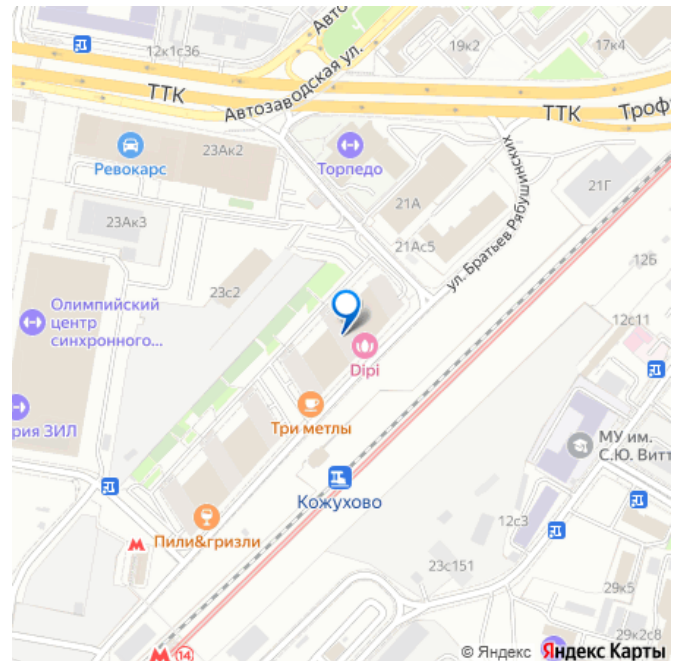 Авто
12к1с36
19к2
17к4
ТТК
Автозаводская ул.
ТТК
Троф
Ревокарс
23Ак2
Торпедо
21А
21Г
23Ак3
21Ас5
ул. Братьев Рябушинских
12Б
23с2
Олимпийский
центр
синхронного...
12с11
Dipi
рия ЗИЛ
Три метлы
МУ им.
С.Ю. Витт
Кожухово
12с3
Пили&гризли
23с151
29к5
29к2с8
14
© Яндекс Яндекс Карты